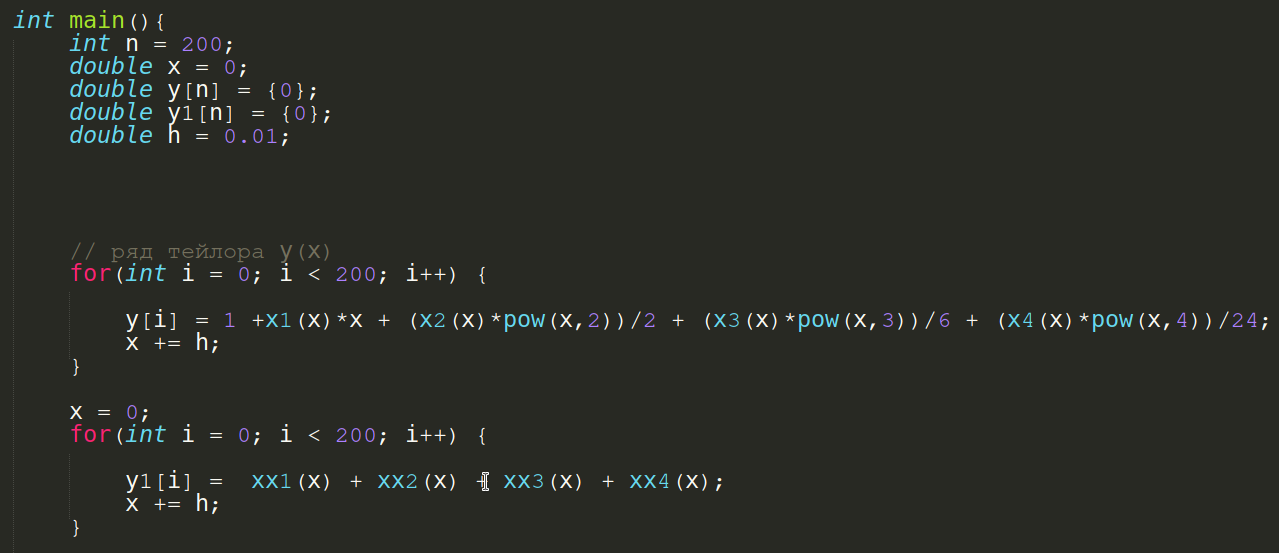 int main(){
int n = 200;
double x = 0;
double y[n] = {0};
double y1[n] = {0};
double h = 0.01;
// ряд тейлора y(x)
for(int i = 0; i < 200; i++) {
y[i] = 1 +x1(x)*x + (x2(x)*pow(x,2))/2 + (x3(x)*pow(x,3))/6 + (x4(x)*pow(x,4))/24;
x += h;
}
x = 0;
for(int i = 0; i < 200; i++) {
y1[i] =  xx1(x) + xx2(x) + xx3(x) + xx4(x);
x += h;
}